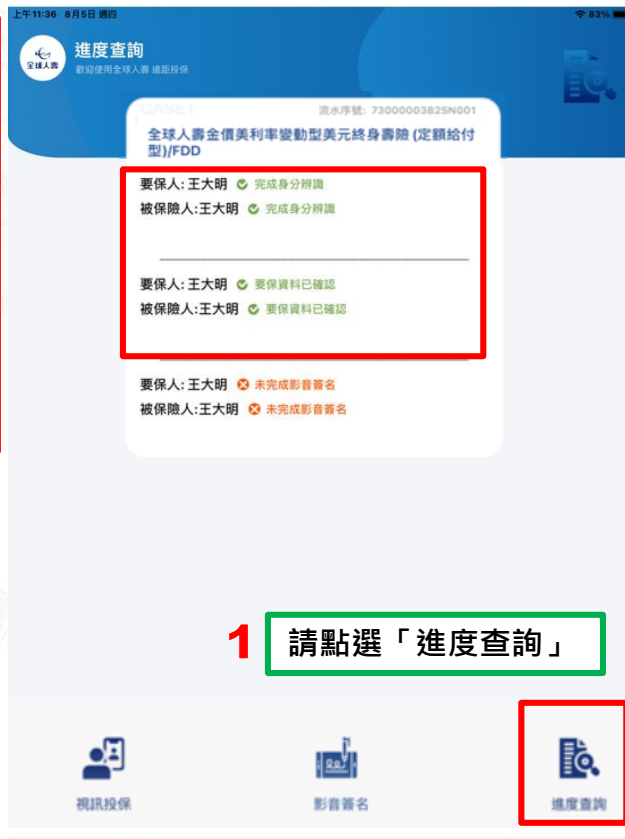 上午11:36 8月5日 週四
83%
全球人壽
進度查詢
歡迎使用全球人壽 遠距投保
CASE1
流水序號: 7300000382SN001
全球人壽金價美利率變動型美元終身壽險 (定額給付
型)/FDD
要保人: 王大明 完成身分辨識
被保險人:王大明 完成身分辨識
要保人: 王大明 要保資料已確認
被保險人:王大明 要保資料已確認
要保人: 王大明 未完成影音簽名
被保險人:王大明 未完成影音簽名
1 請點選「進度查詢」
視訊投保
影音簽名
進度查詢